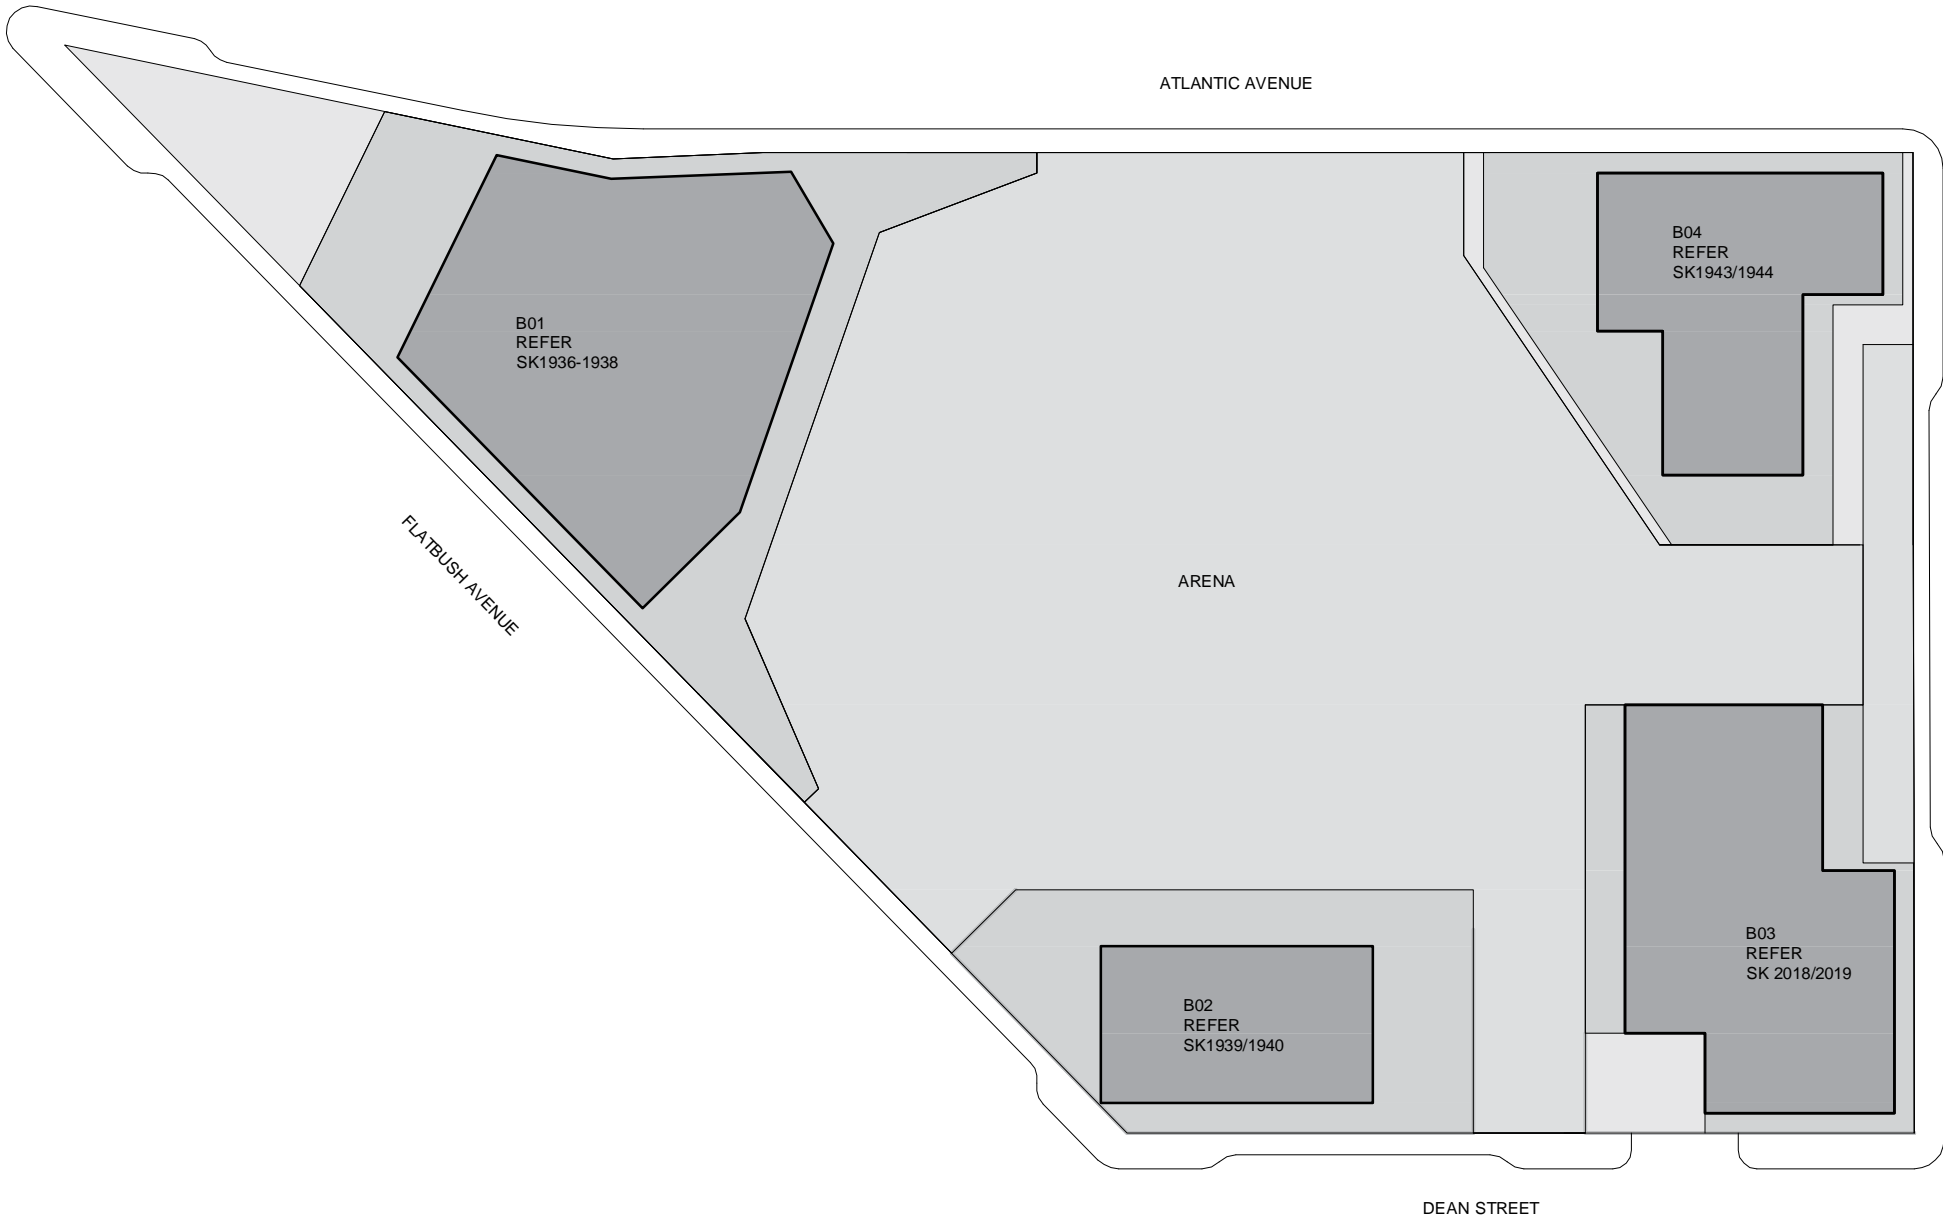 ATLANTIC AVENUE
B04
REFER
SK1943/1944
B01
REFER
SK1936-1938
FLATBUSH AVENUE
ARENA
B03
REFER
SK 2018/2019
B02
REFER
SK1939/1940
DEAN STREET